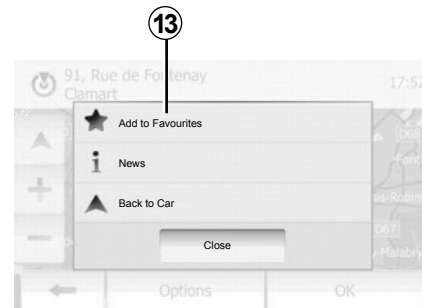 13
91, Rue de Fontenay
Clamart
17:52
Add to Favourites
D68
News
Back to Car
D67
Close
Options
OK